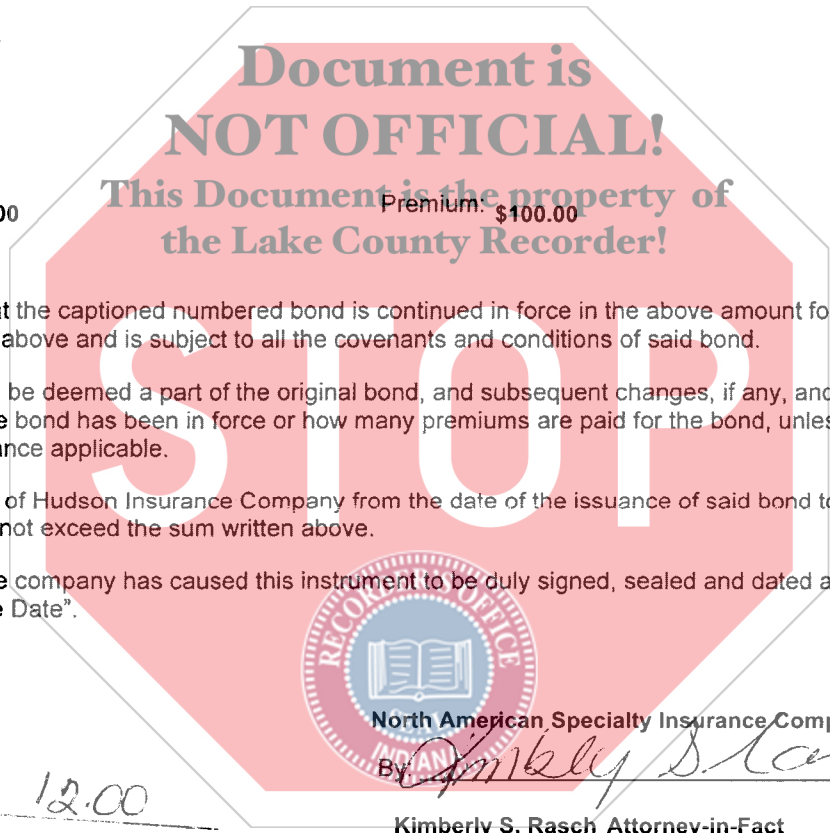 Document is
NOT OFFICIAL!
This Document is the property of
the Lake County Recorder!
00 Premium: $100.00
STOP
t the captioned numbered bond is continued in force in the above amount fo
above and is subject to all the covenants and conditions of said bond.
be deemed a part of the original bond, and subsequent changes, if any, and
e bond has been in force or how many premiums are paid for the bond, unles
nce applicable.
of Hudson Insurance Company from the date of the issuance of said bond to
not exceed the sum written above.
e company has caused this instrument to be duly signed, sealed and dated a
e Date".
RECORDER'S OFFICE
INDIANA
North American Specialty Insurance Comp
By.
12.00
Kimberly S. Rasch Attorney-in-Fact